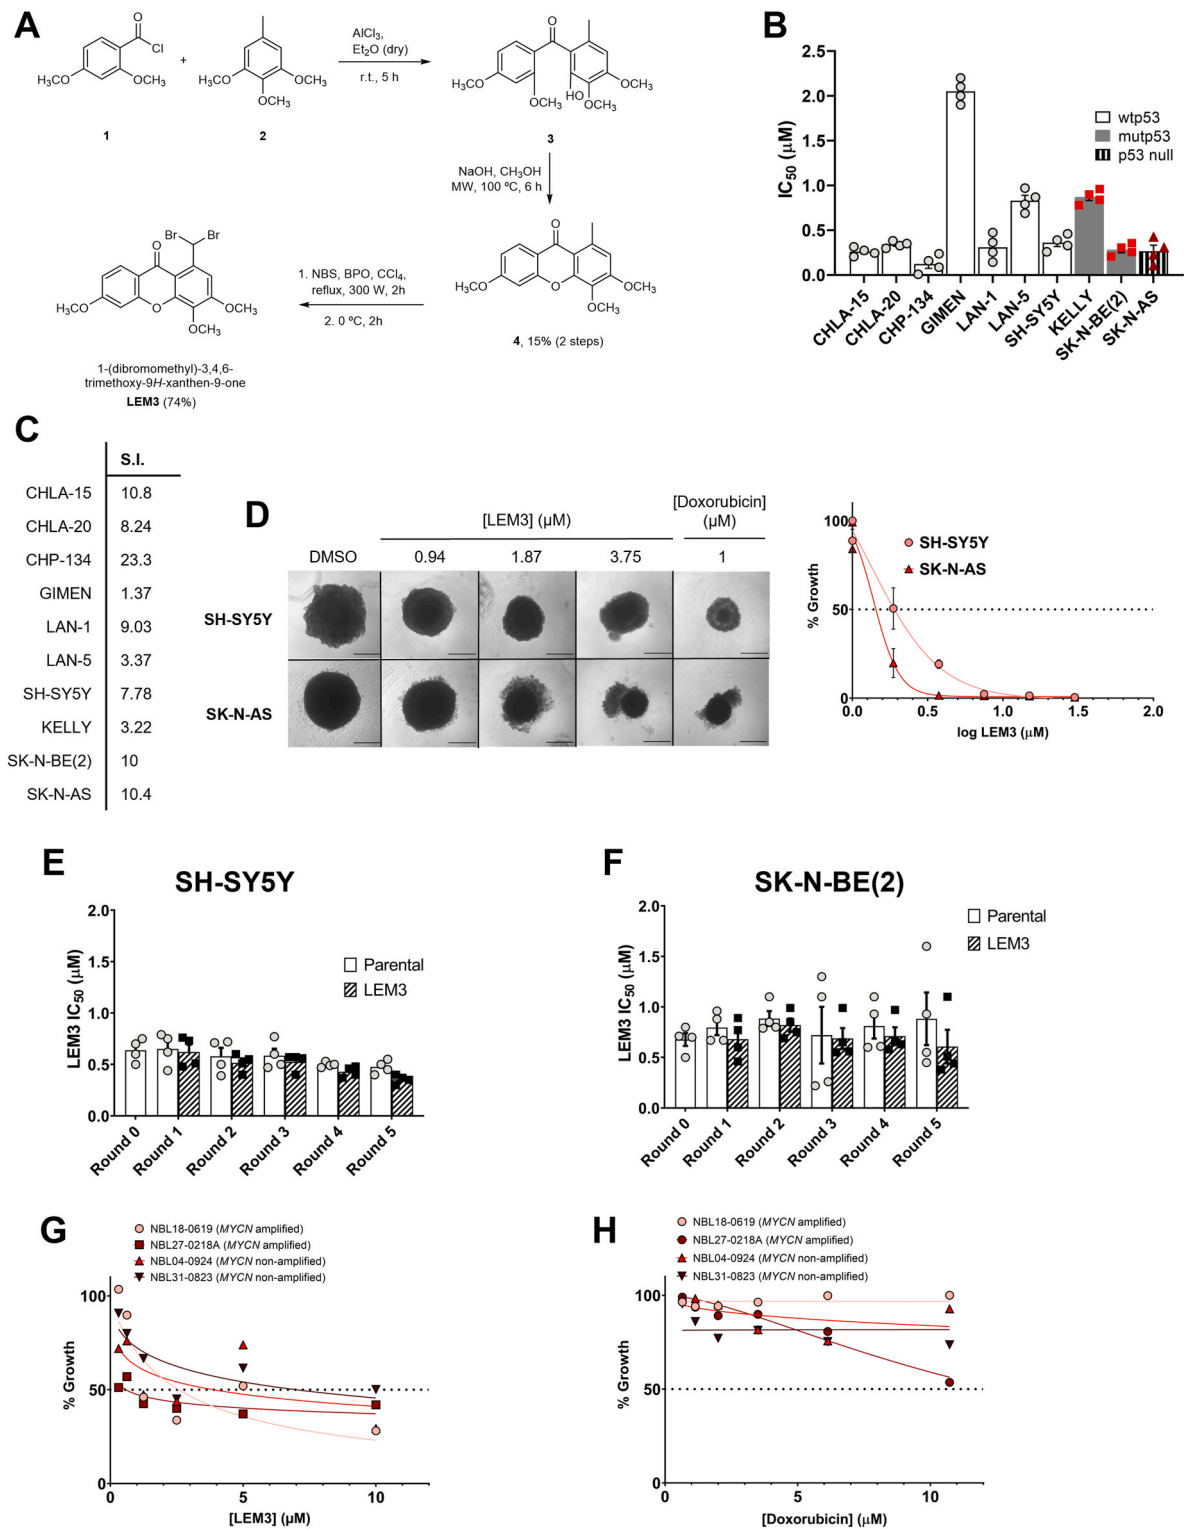 A
O
Cl
H₃CO
OCH₃
1
+
H₃CO
OCH₃
OCH₃
2
AlCl₃,
Et₂O (dry)
r.t., 5 h
O
H₃CO
OCH₃
HO
OCH₃
OCH₃
3
NaOH, CH₃OH
MW, 100 ºC, 6 h
O
H₃CO
O
OCH₃
OCH₃
4, 15% (2 steps)
1. NBS, BPO, CCl₄,
reflux, 300 W, 2h
2. 0 ºC, 2h
Br
Br
O
H₃CO
O
OCH₃
OCH₃
1-(dibromomethyl)-3,4,6-
trimethoxy-9H-xanthen-9-one
LEM3 (74%)
B
IC₅₀ (µM)
2.5
2.0
1.5
1.0
0.5
0.0
wtp53
mutp53
p53 null
CHLA-15
CHLA-20
CHP-134
GIMEN
LAN-1
LAN-5
SH-SY5Y
KELLY
SK-N-BE(2)
SK-N-AS
C
S.I.
CHLA-15 10.8
CHLA-20 8.24
CHP-134 23.3
GIMEN 1.37
LAN-1 9.03
LAN-5 3.37
SH-SY5Y 7.78
KELLY 3.22
SK-N-BE(2) 10
SK-N-AS 10.4
D
[LEM3] (µM)
[Doxorubicin]
(µM)
DMSO 0.94 1.87 3.75 1
SH-SY5Y
SK-N-AS
% Growth
100
50
0
SH-SY5Y
SK-N-AS
0.0 0.5 1.0 1.5 2.0
log LEM3 (µM)
E
SH-SY5Y
LEM3 IC₅₀ (µM)
2.0
1.5
1.0
0.5
0.0
Parental
LEM3
Round 0
Round 1
Round 2
Round 3
Round 4
Round 5
F
SK-N-BE(2)
LEM3 IC₅₀ (µM)
2.0
1.5
1.0
0.5
0.0
Parental
LEM3
Round 0
Round 1
Round 2
Round 3
Round 4
Round 5
G
NBL18-0619 (MYCN amplified)
NBL27-0218A (MYCN amplified)
NBL04-0924 (MYCN non-amplified)
NBL31-0823 (MYCN non-amplified)
% Growth
100
50
0
0 5 10
[LEM3] (µM)
H
NBL18-0619 (MYCN amplified)
NBL27-0218A (MYCN amplified)
NBL04-0924 (MYCN non-amplified)
NBL31-0823 (MYCN non-amplified)
% Growth
100
50
0
0 5 10
[Doxorubicin] (µM)